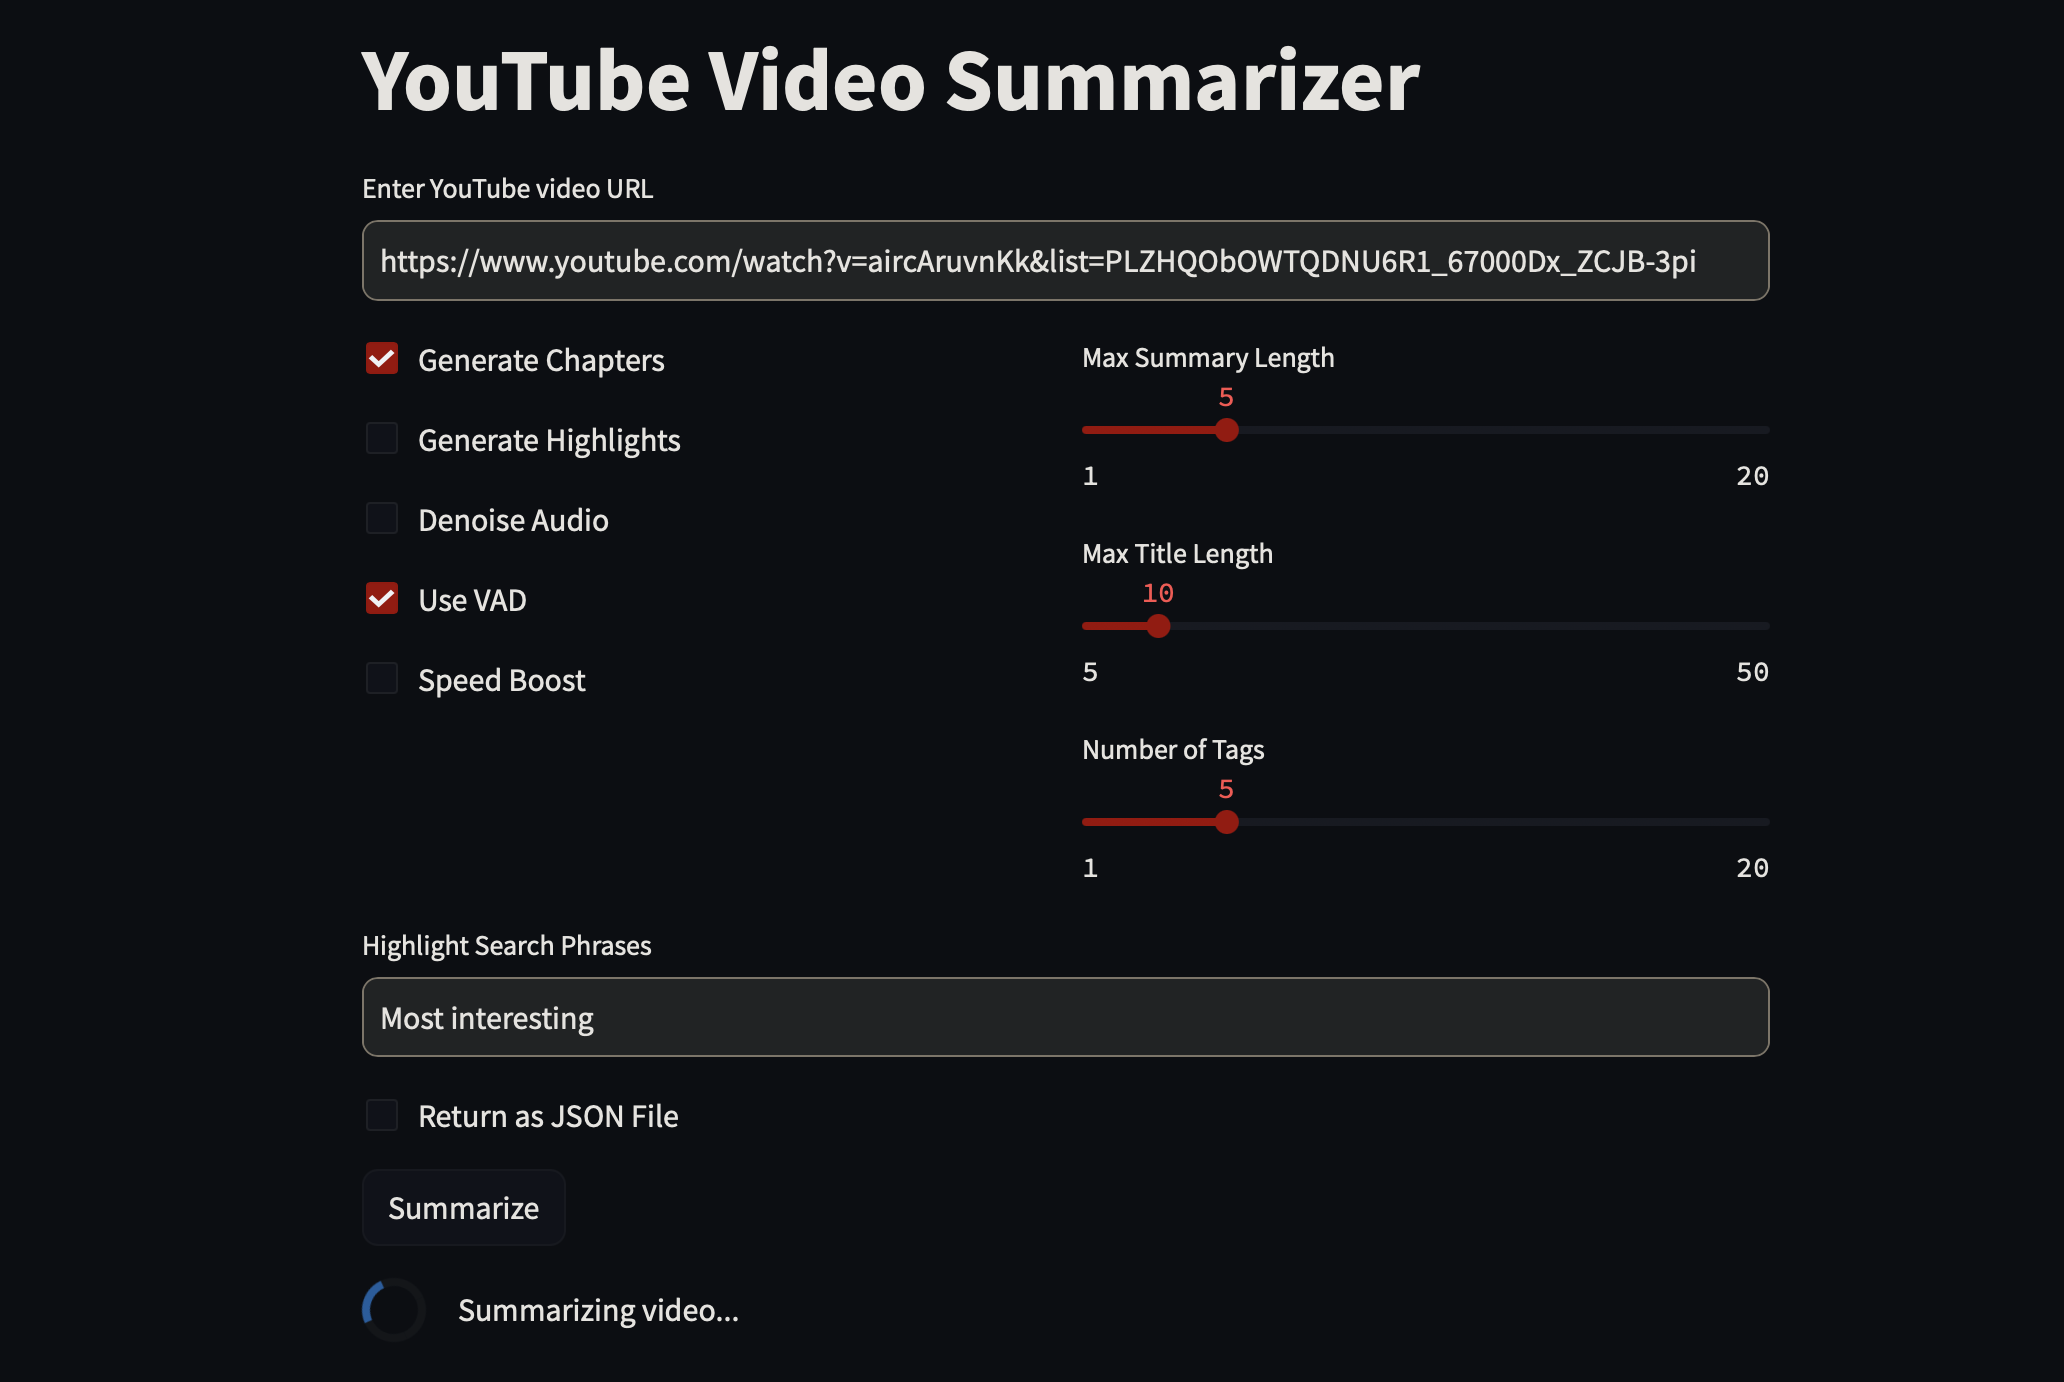 YouTube Video Summarizer
Enter YouTube video URL
https://www.youtube.com/watch?v=aircAruvnKk&list=PLZHQObOWTQDNU6R1_67000Dx_ZCJB-3pi
Generate Chapters
Generate Highlights
Denoise Audio
Use VAD
Speed Boost
Max Summary Length
5
1 20
Max Title Length
10
5 50
Number of Tags
5
1 20
Highlight Search Phrases
Most interesting
Return as JSON File
Summarize
Summarizing video...